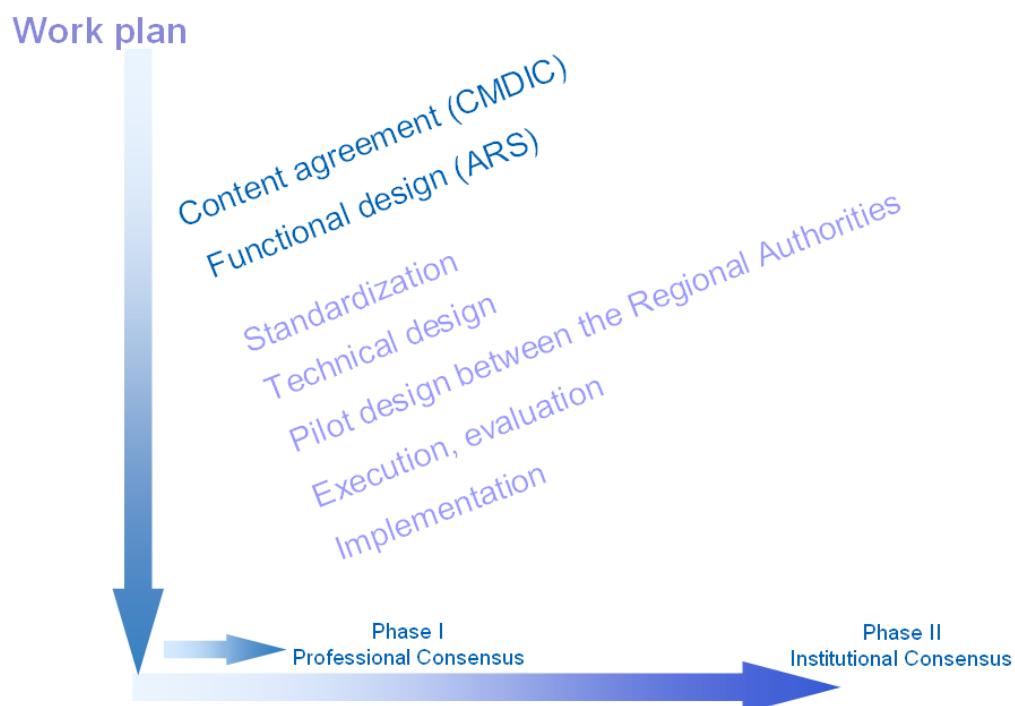 Work plan
Content agreement (CMDIC)
Functional design (ARS)
Standardization
Technical design
Pilot design between the Regional Authorities
Execution, evaluation
Implementation
Phase I
Professional Consensus
Phase II
Institutional Consensus